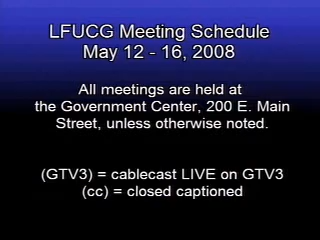 LFUCG Meeting Schedule
May 12 - 16, 2008
All meetings are held at
the Government Center, 200 E. Main
Street, unless otherwise noted.
(GTV3) = cablecast LIVE on GTV3
(cc) = closed captioned